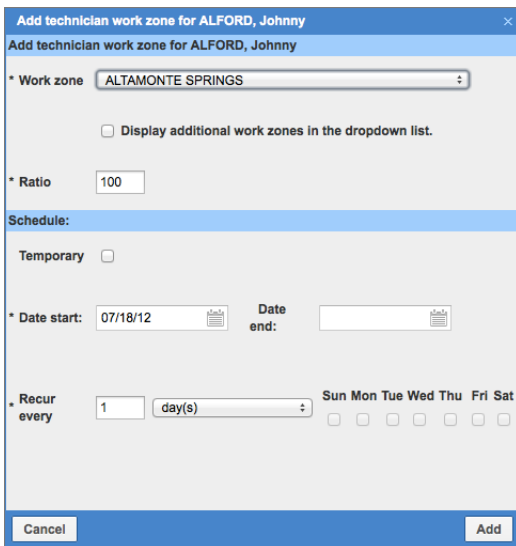 Add technician work zone for ALFORD, Johnny ×
Add technician work zone for ALFORD, Johnny
* Work zone ALTAMONTE SPRINGS
Display additional work zones in the dropdown list.
* Ratio 100
Schedule:
Temporary
* Date start: 07/18/12 Date end:
* Recur every 1 day(s) Sun Mon Tue Wed Thu Fri Sat
Cancel Add